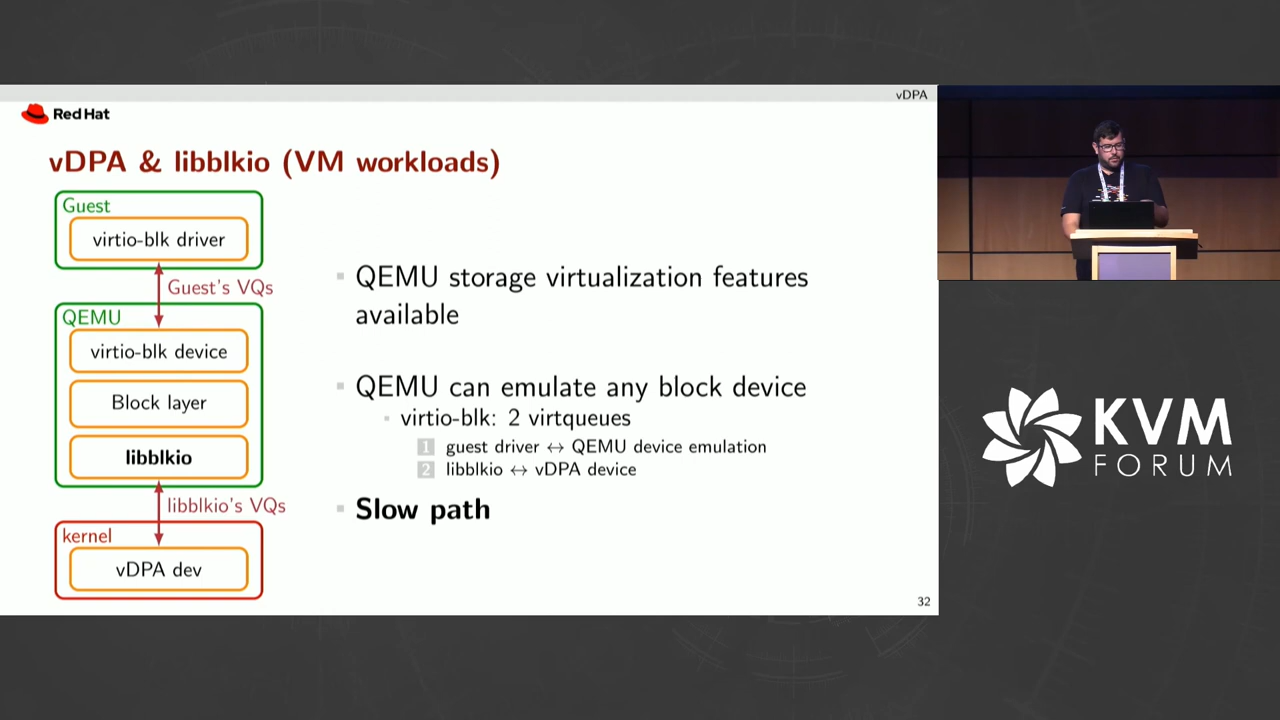 vDPA
Red Hat
vDPA & libblkio (VM workloads)
Guest
virtio-blk driver
Guest's VQs
QEMU
virtio-blk device
Block layer
libblkio
libblkio's VQs
kernel
vDPA dev
QEMU storage virtualization features
available
QEMU can emulate any block device
virtio-blk: 2 virtqueues
1 guest driver ↔ QEMU device emulation
2 libblkio ↔ vDPA device
Slow path
32
KVM
FORUM